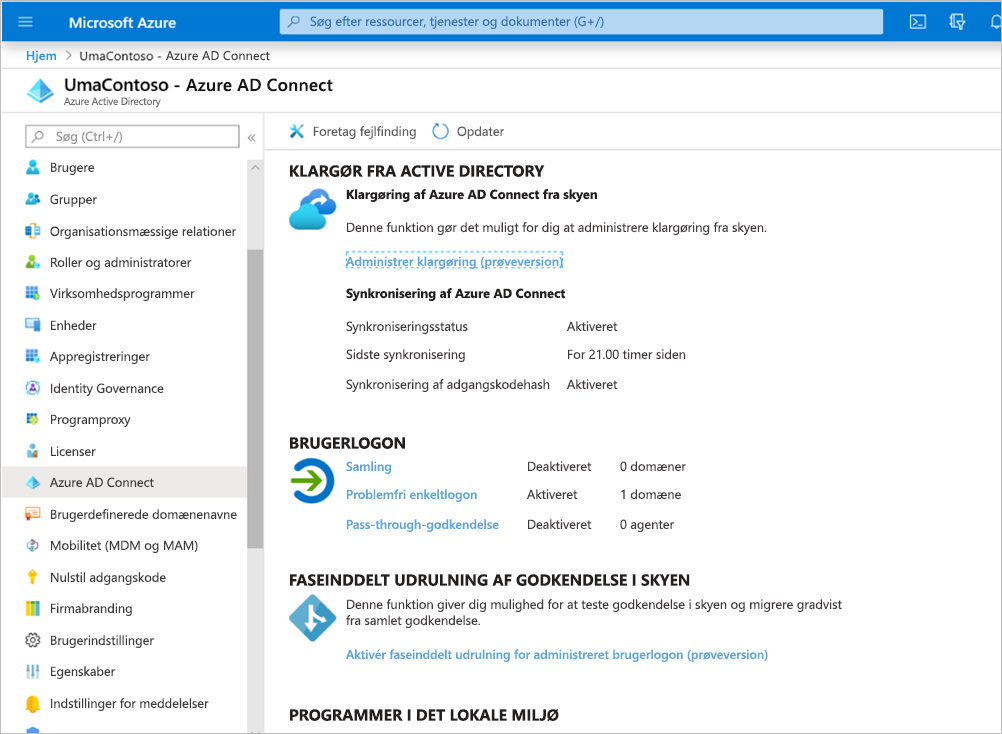 Microsoft Azure
Søg efter ressourcer, tjenester og dokumenter (G+/)
Hjem > UmaContoso - Azure AD Connect
UmaContoso - Azure AD Connect
Azure Active Directory
Søg (Ctrl+/)
«
Brugere
Grupper
Organisationsmæssige relationer
Roller og administratorer
Virksomhedsprogrammer
Enheder
Appregistreringer
Identity Governance
Programproxy
Licenser
Azure AD Connect
Brugerdefinerede domænenavne
Mobilitet (MDM og MAM)
Nulstil adgangskode
Firmabranding
Brugerindstillinger
Egenskaber
Indstillinger for meddelelser
Foretag fejlfinding Opdater
KLARGØR FRA ACTIVE DIRECTORY
Klargøring af Azure AD Connect fra skyen
Denne funktion gør det muligt for dig at administrere klargøring fra skyen.
Administrer klargøring (prøveversion)
Synkronisering af Azure AD Connect
Synkroniseringsstatus Aktiveret
Sidste synkronisering For 21.00 timer siden
Synkronisering af adgangskodehash Aktiveret
BRUGERLOGON
Samling Deaktiveret 0 domæner
Problemfri enkeltlogon Aktiveret 1 domæne
Pass-through-godkendelse Deaktiveret 0 agenter
FASEINDDELT UDRULNING AF GODKENDELSE I SKYEN
Denne funktion giver dig mulighed for at teste godkendelse i skyen og migrere gradvist
fra samlet godkendelse.
Aktivér faseinddelt udrulning for administreret brugerlogon (prøveversion)
PROGRAMMER I DET LOKALE MILJØ